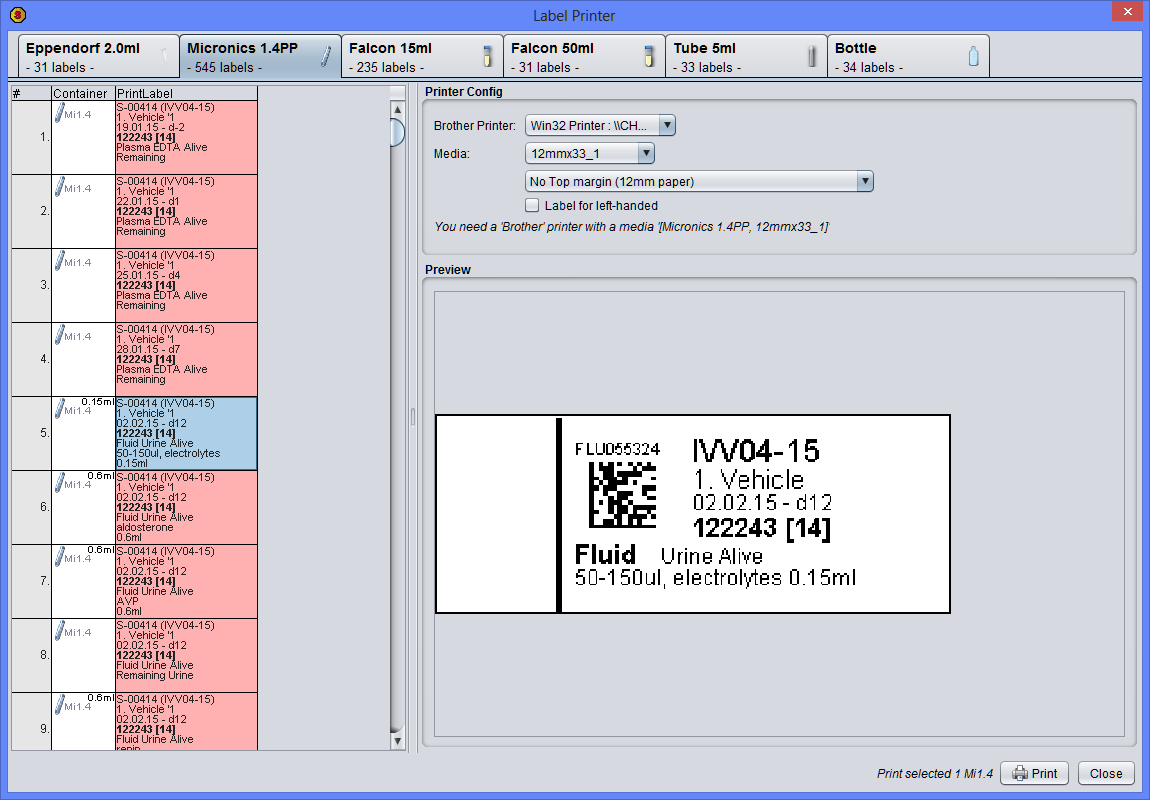 Label Printer
Eppendorf 2.0ml
- 31 labels -
Micronics 1.4PP
- 545 labels -
Falcon 15ml
- 235 labels -
Falcon 50ml
- 31 labels -
Tube 5ml
- 33 labels -
Bottle
- 34 labels -
# Container PrintLabel
1.
Mi1.4
S-00414 (IVV04-15)
1. Vehicle '1
19.01.15 - d-2
122243 [14]
Plasma EDTA Alive
Remaining
2.
Mi1.4
S-00414 (IVV04-15)
1. Vehicle '1
22.01.15 - d1
122243 [14]
Plasma EDTA Alive
Remaining
3.
Mi1.4
S-00414 (IVV04-15)
1. Vehicle '1
25.01.15 - d4
122243 [14]
Plasma EDTA Alive
Remaining
4.
Mi1.4
S-00414 (IVV04-15)
1. Vehicle '1
28.01.15 - d7
122243 [14]
Plasma EDTA Alive
Remaining
5.
0.15ml
Mi1.4
S-00414 (IVV04-15)
1. Vehicle '1
02.02.15 - d12
122243 [14]
Fluid Urine Alive
50-150ul, electrolytes
0.15ml
6.
0.6ml
Mi1.4
S-00414 (IVV04-15)
1. Vehicle '1
02.02.15 - d12
122243 [14]
Fluid Urine Alive
aldosterone
0.6ml
7.
0.6ml
Mi1.4
S-00414 (IVV04-15)
1. Vehicle '1
02.02.15 - d12
122243 [14]
Fluid Urine Alive
AVP
0.6ml
8.
Mi1.4
S-00414 (IVV04-15)
1. Vehicle '1
02.02.15 - d12
122243 [14]
Fluid Urine Alive
Remaining Urine
9.
0.6ml
Mi1.4
S-00414 (IVV04-15)
1. Vehicle '1
02.02.15 - d12
122243 [14]
Fluid Urine Alive
renin
Printer Config
Brother Printer: Win32 Printer : \\CH...
Media: 12mmx33_1
No Top margin (12mm paper)
Label for left-handed
You need a 'Brother' printer with a media '[Micronics 1.4PP, 12mmx33_1]'
Preview
FLU055324
IVV04-15
1. Vehicle
02.02.15 - d12
122243 [14]
Fluid Urine Alive
50-150ul, electrolytes 0.15ml
Print selected 1 Mi1.4 Print Close